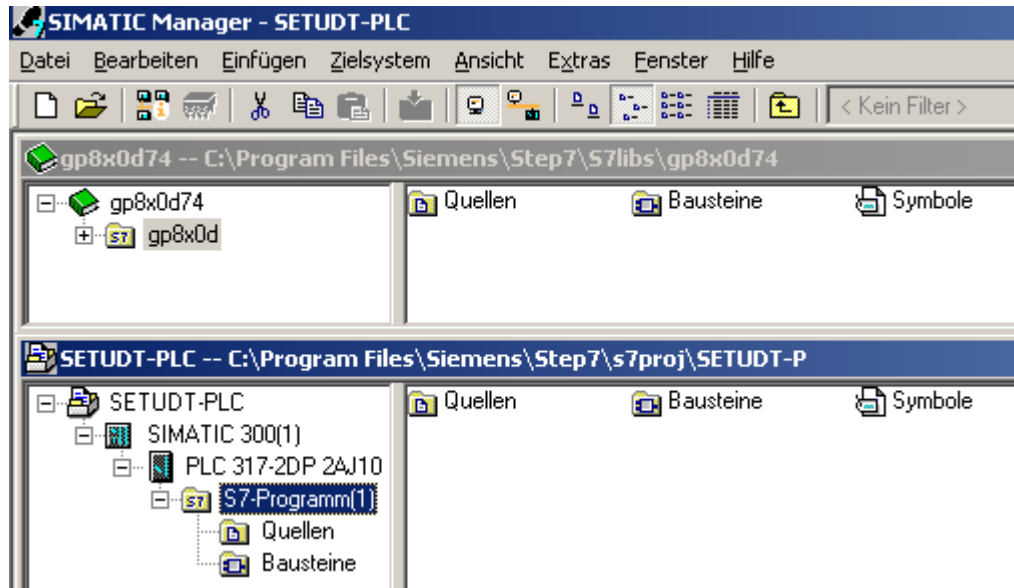 SIMATIC Manager - SETUDT-PLC
Datei Bearbeiten Einfügen Zielsystem Ansicht Extras Fenster Hilfe
< Kein Filter >
gp8x0d74 -- C:\Program Files\Siemens\Step7\S7libs\gp8x0d74
gp8x0d74
gp8x0d
Quellen Bausteine Symbole
SETUDT-PLC -- C:\Program Files\Siemens\Step7\s7proj\SETUDT-P
SETUDT-PLC
SIMATIC 300(1)
PLC 317-2DP 2AJ10
S7-Programm(1)
Quellen
Bausteine
Quellen Bausteine Symbole